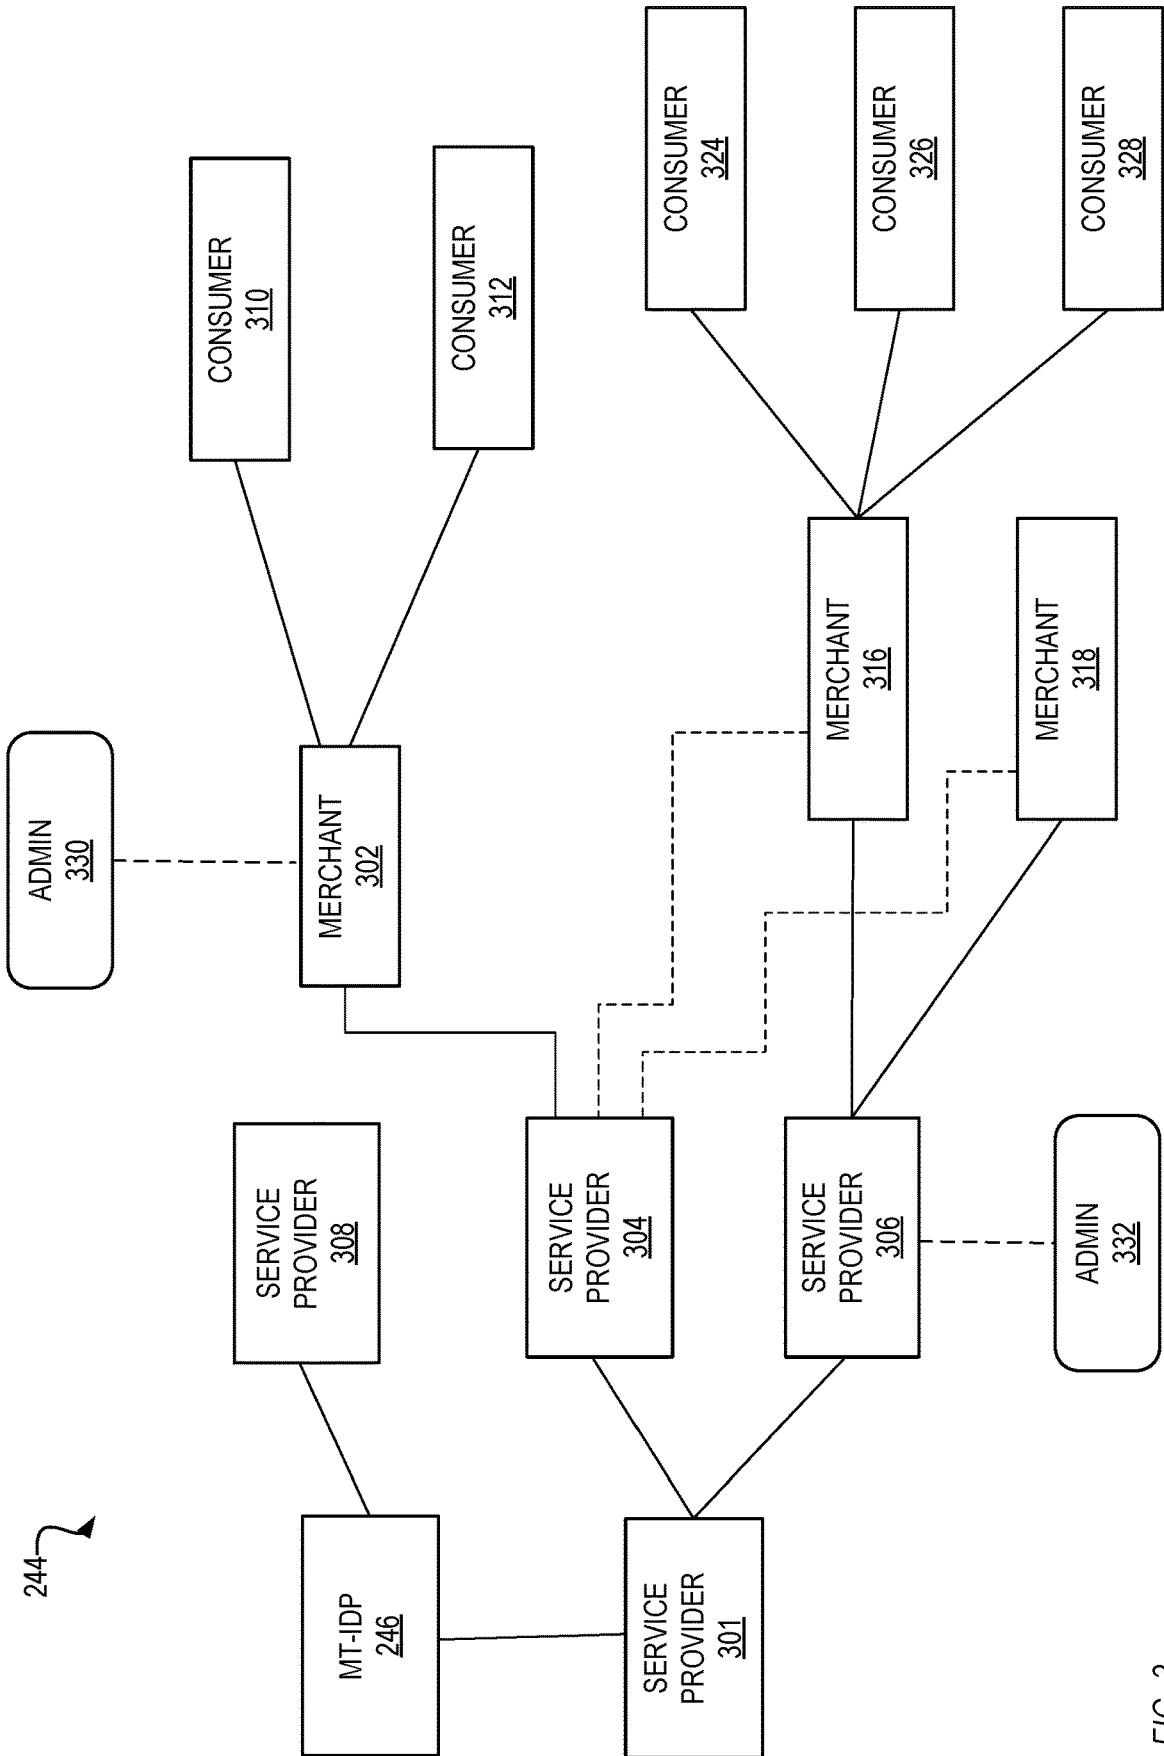 244
ADMIN
330
CONSUMER
310
SERVICE
PROVIDER
308
MERCHANT
302
MT-IDP
246
CONSUMER
312
SERVICE
PROVIDER
304
SERVICE
PROVIDER
301
CONSUMER
324
SERVICE
PROVIDER
306
MERCHANT
316
CONSUMER
326
MERCHANT
318
ADMIN
332
CONSUMER
328
FIG.